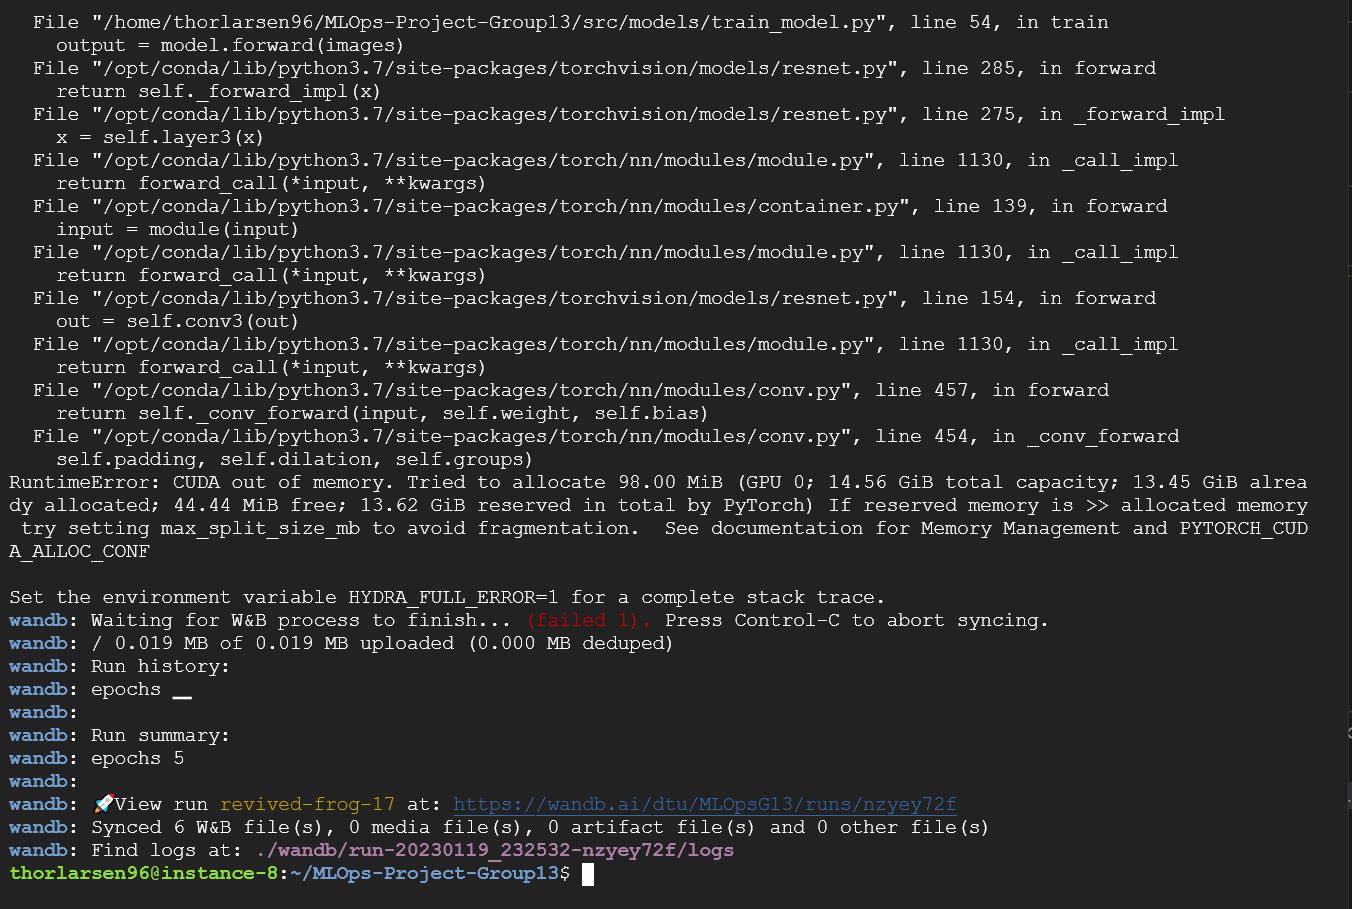 File "/home/thorlarsen96/MLOps-Project-Group13/src/models/train_model.py", line 54, in train
    output = model.forward(images)
  File "/opt/conda/lib/python3.7/site-packages/torchvision/models/resnet.py", line 285, in forward
    return self._forward_impl(x)
  File "/opt/conda/lib/python3.7/site-packages/torchvision/models/resnet.py", line 275, in _forward_impl
    x = self.layer3(x)
  File "/opt/conda/lib/python3.7/site-packages/torch/nn/modules/module.py", line 1130, in _call_impl
    return forward_call(*input, **kwargs)
  File "/opt/conda/lib/python3.7/site-packages/torch/nn/modules/container.py", line 139, in forward
    input = module(input)
  File "/opt/conda/lib/python3.7/site-packages/torch/nn/modules/module.py", line 1130, in _call_impl
    return forward_call(*input, **kwargs)
  File "/opt/conda/lib/python3.7/site-packages/torchvision/models/resnet.py", line 154, in forward
    out = self.conv3(out)
  File "/opt/conda/lib/python3.7/site-packages/torch/nn/modules/module.py", line 1130, in _call_impl
    return forward_call(*input, **kwargs)
  File "/opt/conda/lib/python3.7/site-packages/torch/nn/modules/conv.py", line 457, in forward
    return self._conv_forward(input, self.weight, self.bias)
  File "/opt/conda/lib/python3.7/site-packages/torch/nn/modules/conv.py", line 454, in _conv_forward
    self.padding, self.dilation, self.groups)
RuntimeError: CUDA out of memory. Tried to allocate 98.00 MiB (GPU 0; 14.56 GiB total capacity; 13.45 GiB alrea
dy allocated; 44.44 MiB free; 13.62 GiB reserved in total by PyTorch) If reserved memory is >> allocated memory
 try setting max_split_size_mb to avoid fragmentation.  See documentation for Memory Management and PYTORCH_CUD
A_ALLOC_CONF

Set the environment variable HYDRA_FULL_ERROR=1 for a complete stack trace.
wandb: Waiting for W&B process to finish... (failed 1). Press Control-C to abort syncing.
wandb: / 0.019 MB of 0.019 MB uploaded (0.000 MB deduped)
wandb: Run history:
wandb: epochs ▁
wandb:
wandb: Run summary:
wandb: epochs 5
wandb:
wandb: 🚀View run revived-frog-17 at: https://wandb.ai/dtu/MLOpsG13/runs/nzyey72f
wandb: Synced 6 W&B file(s), 0 media file(s), 0 artifact file(s) and 0 other file(s)
wandb: Find logs at: ./wandb/run-20230119_232532-nzyey72f/logs
thorlarsen96@instance-8:~/MLOps-Project-Group13$